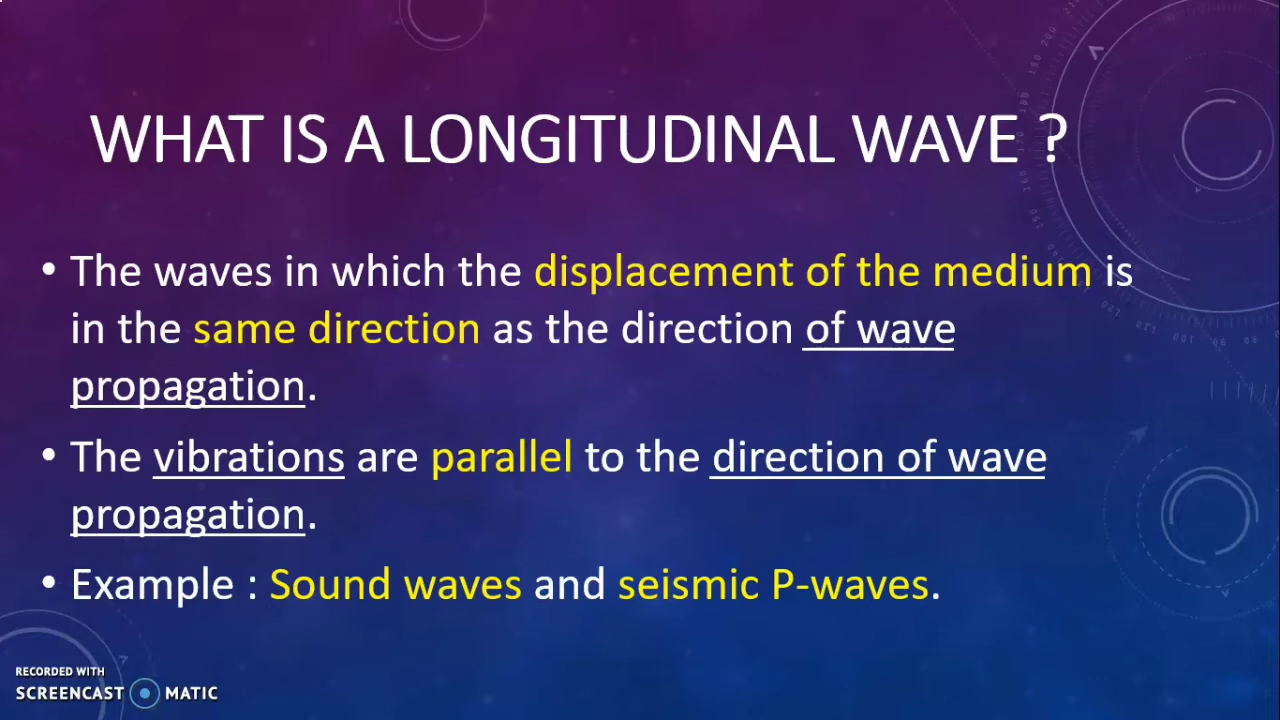 WHAT IS A LONGITUDINAL WAVE ?
• The waves in which the displacement of the medium is
in the same direction as the direction of wave
propagation.
• The vibrations are parallel to the direction of wave
propagation.
• Example : Sound waves and seismic P-waves.
RECORDED WITH
SCREENCAST MATIC